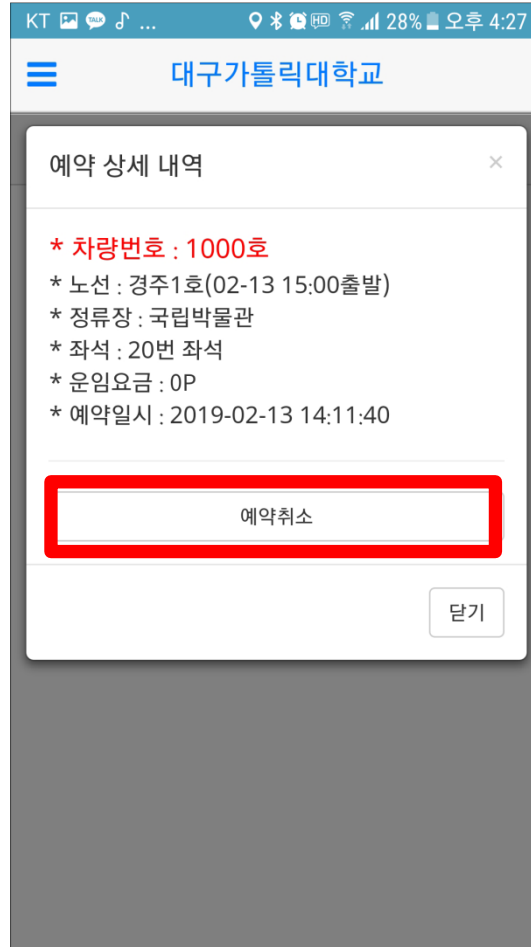 KT TALK ... HD 28% 오후 4:27
대구가톨릭대학교
예약 상세 내역 ×
* 차량번호 : 1000호
* 노선 : 경주1호(02-13 15:00출발)
* 정류장 : 국립박물관
* 좌석 : 20번 좌석
* 운임요금 : 0P
* 예약일시 : 2019-02-13 14:11:40
예약취소
닫기